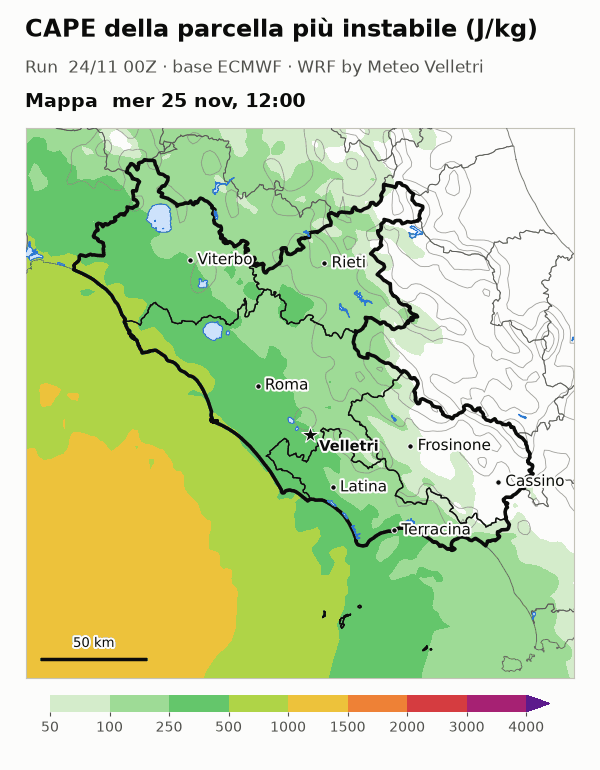 CAPE della parcella più instabile (J/kg)
Run  24/11 00Z · base ECMWF · WRF by Meteo Velletri
Mappa  mer 25 nov, 12:00
Viterbo
Rieti
Roma
Velletri
Frosinone
Cassino
Latina
Terracina
50 km
50 100 250 500 1000 1500 2000 3000 4000